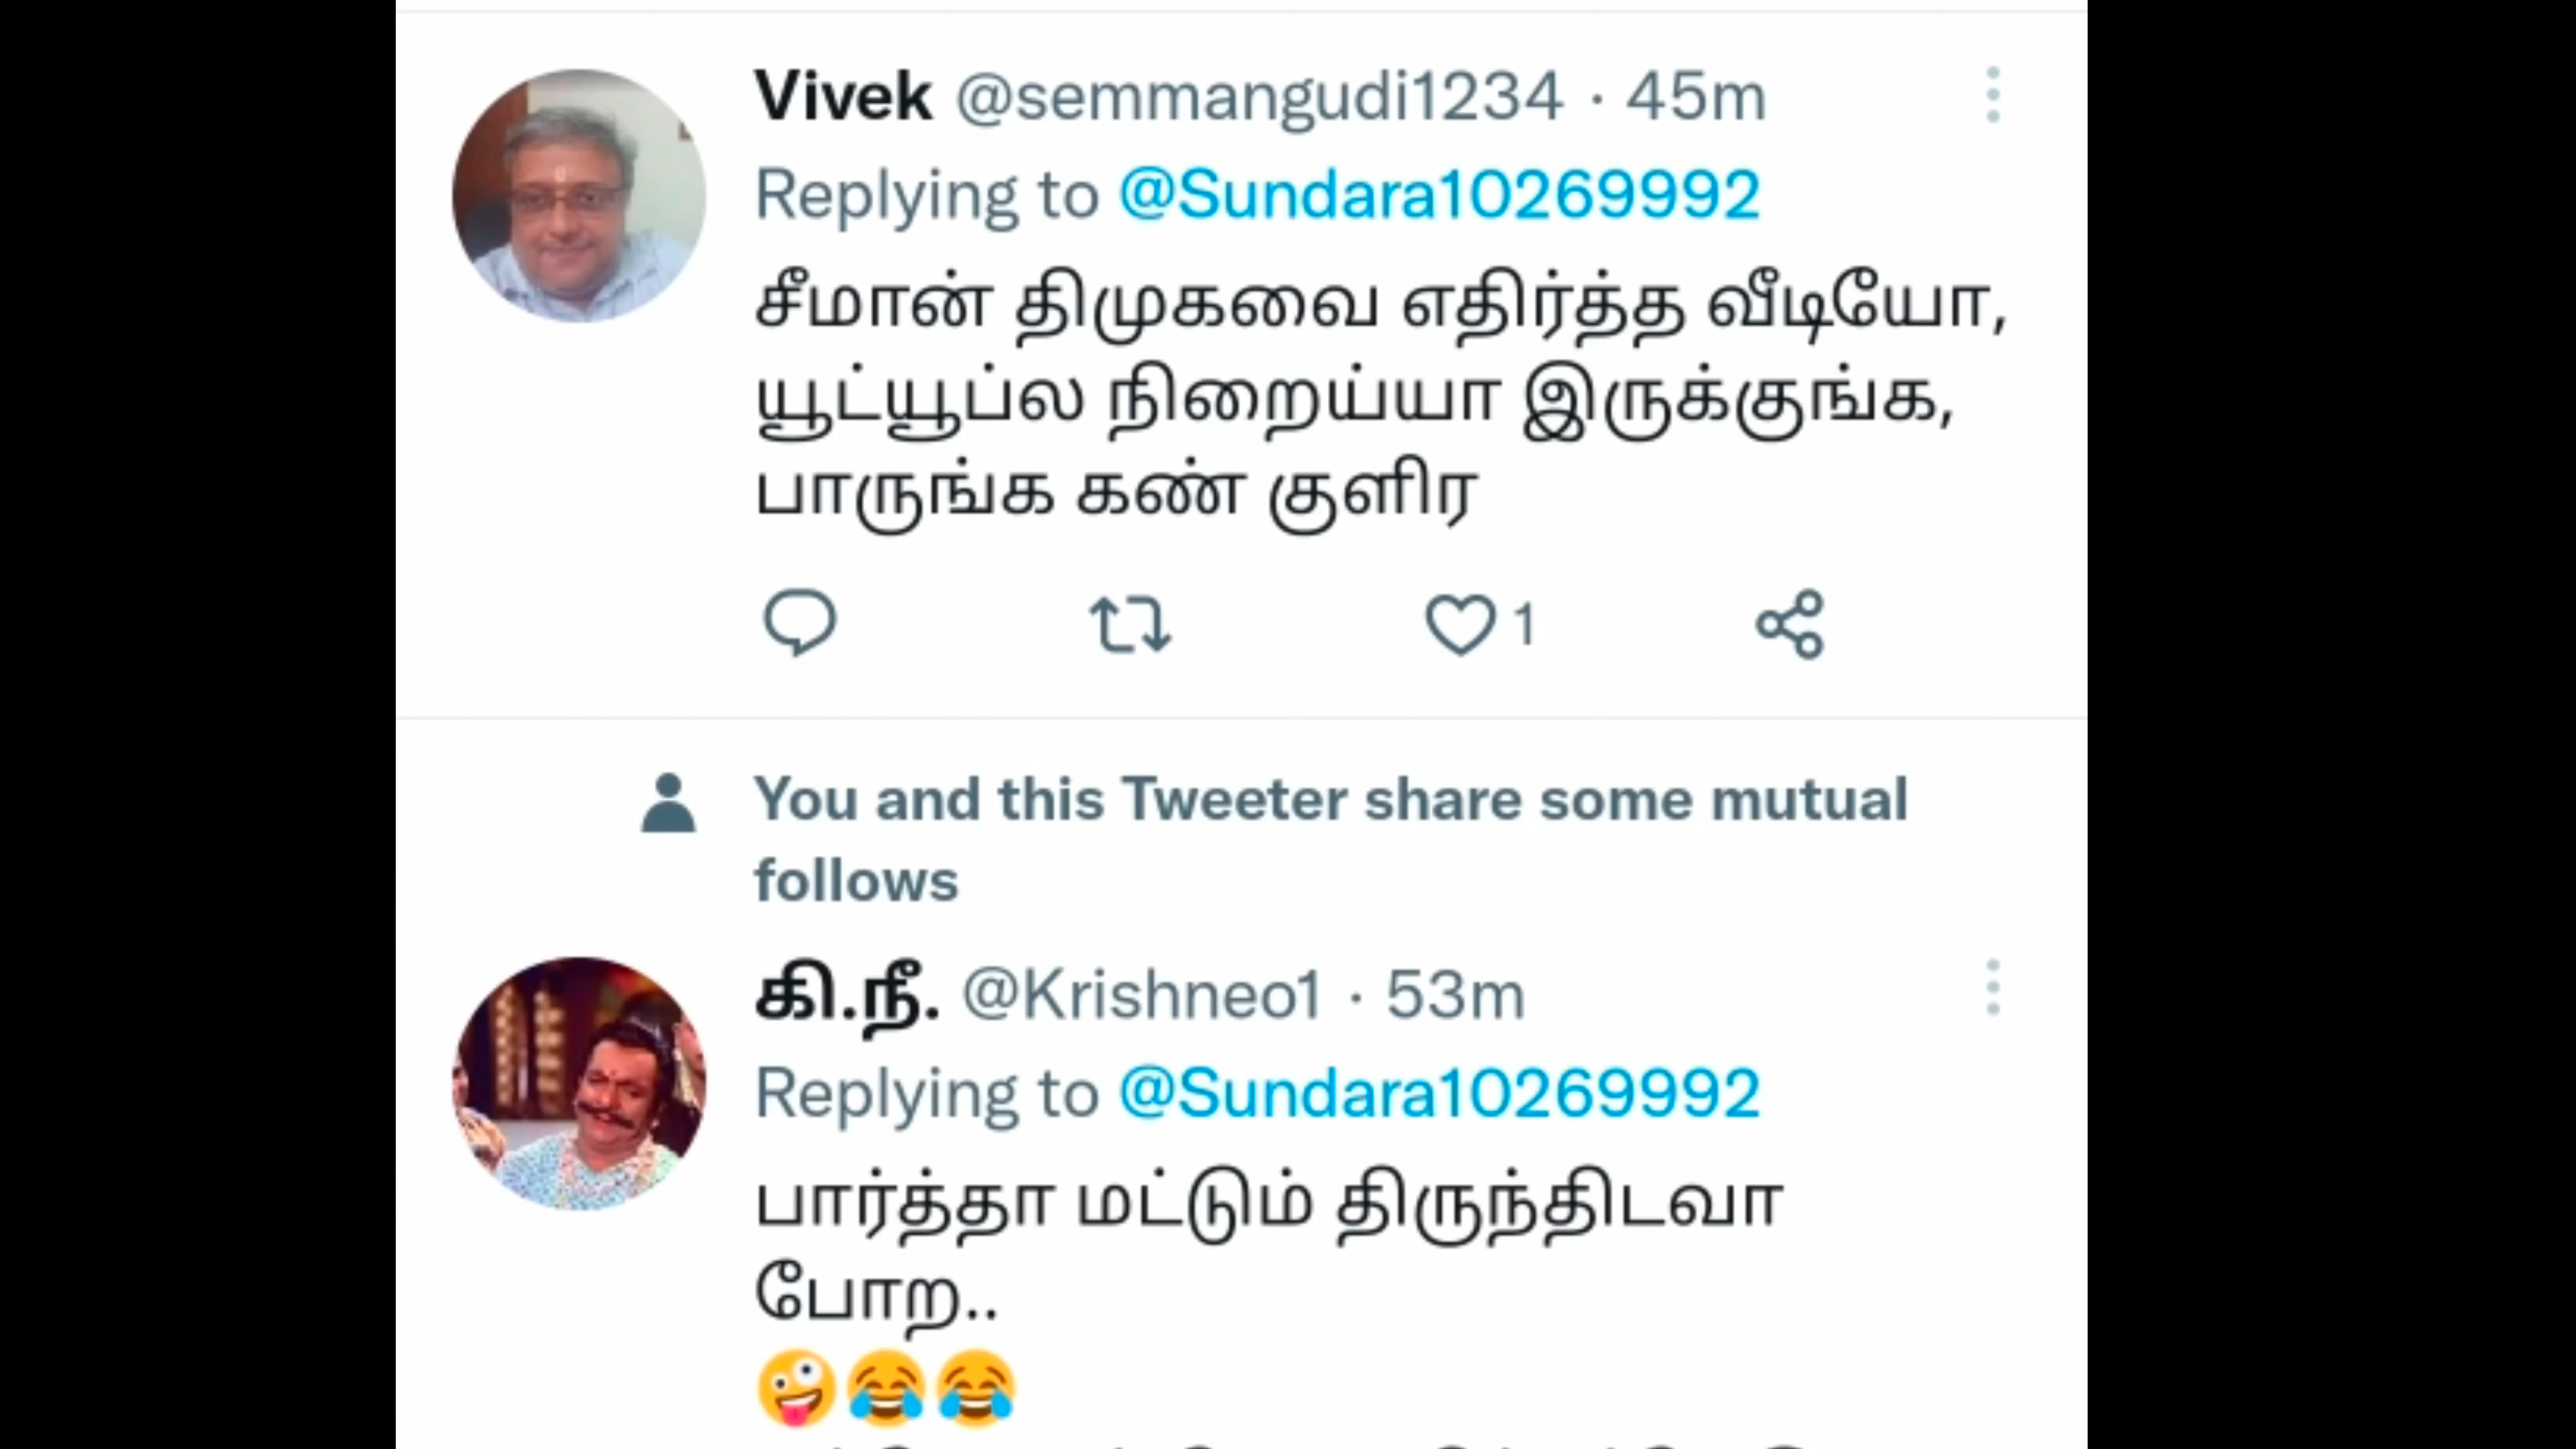 Vivek @semmangudi1234 · 45m
Replying to @Sundara10269992
சீமான் திமுகவை எதிர்த்த வீடியோ,
யூட்யூப்ல நிறைய்யா இருக்குங்க,
பாருங்க கண் குளிர
1
You and this Tweeter share some mutual
follows
கி.நீ. @Krishneo1 · 53m
Replying to @Sundara10269992
பார்த்தா மட்டும் திருந்திடவா
போற..
🤪😂😂